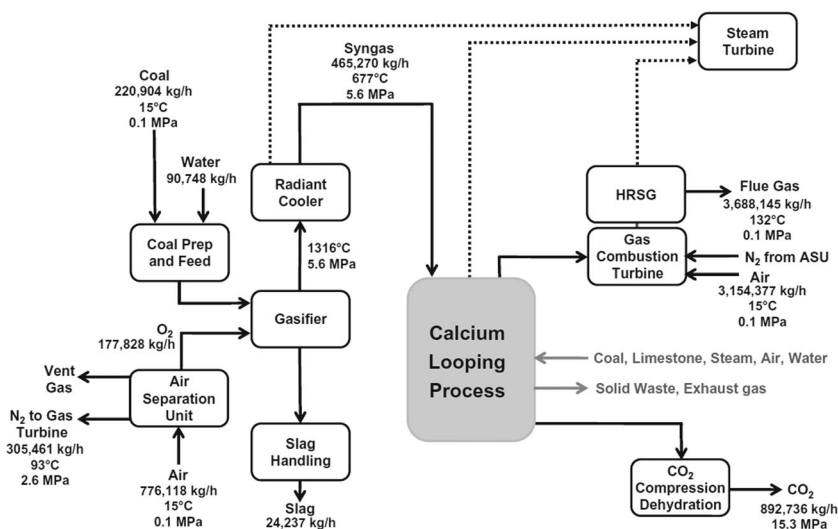 Steam
Turbine
Syngas
465,270 kg/h
677°C
5.6 MPa
Coal
220,904 kg/h
15°C
0.1 MPa
Water
90,748 kg/h
Radiant
Cooler
HRSG
Flue Gas
3,688,145 kg/h
132°C
0.1 MPa
Coal Prep
and Feed
1316°C
5.6 MPa
Gas
Combustion
Turbine
N2 from ASU
Air
3,154,377 kg/h
15°C
0.1 MPa
Gasifier
O2
177,828 kg/h
Calcium
Looping
Process
Coal, Limestone, Steam, Air, Water
Solid Waste, Exhaust gas
Vent
Gas
Air
Separation
Unit
N2 to Gas
Turbine
305,461 kg/h
93°C
2.6 MPa
Air
776,118 kg/h
15°C
0.1 MPa
Slag
Handling
Slag
24,237 kg/h
CO2
Compression
Dehydration
CO2
892,736 kg/h
15.3 MPa